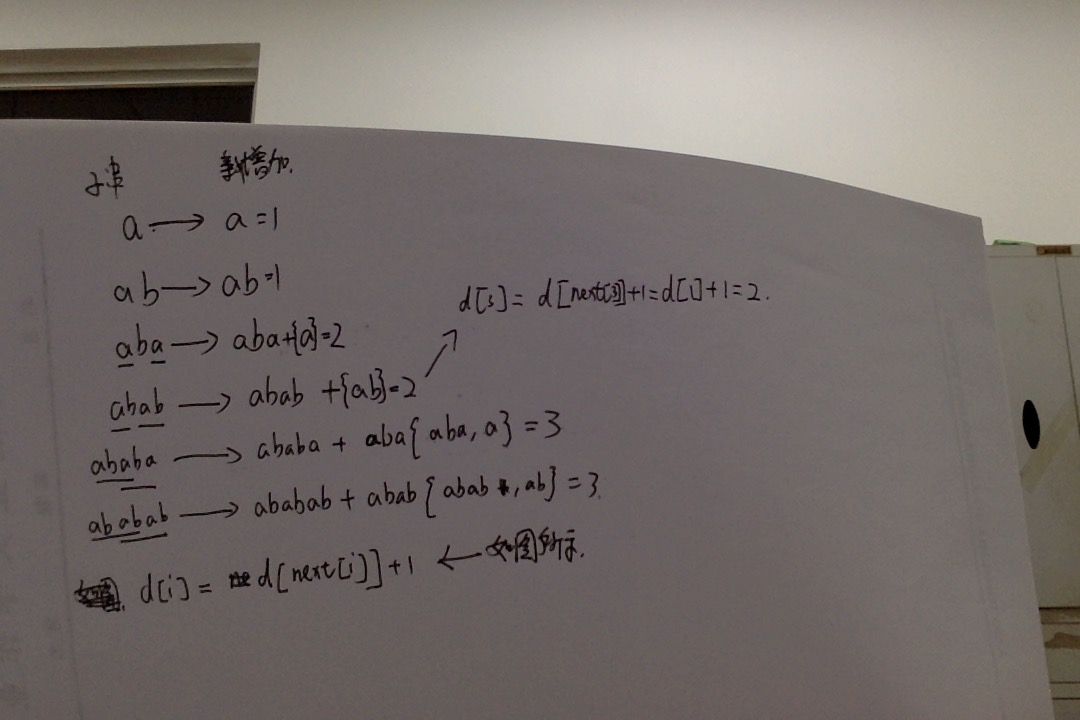 子串 新增加.
a → a=1
ab → ab=1
d[3]= d[next[3]]+1=d[1]+1=2.
aba → aba+{a}=2
abab → abab +{ab}=2
ababa → ababa + aba{aba,a} = 3
ababab → ababab + abab{abab,ab} = 3.
d[i] = d[next[i]]+1 ← 如图所示.